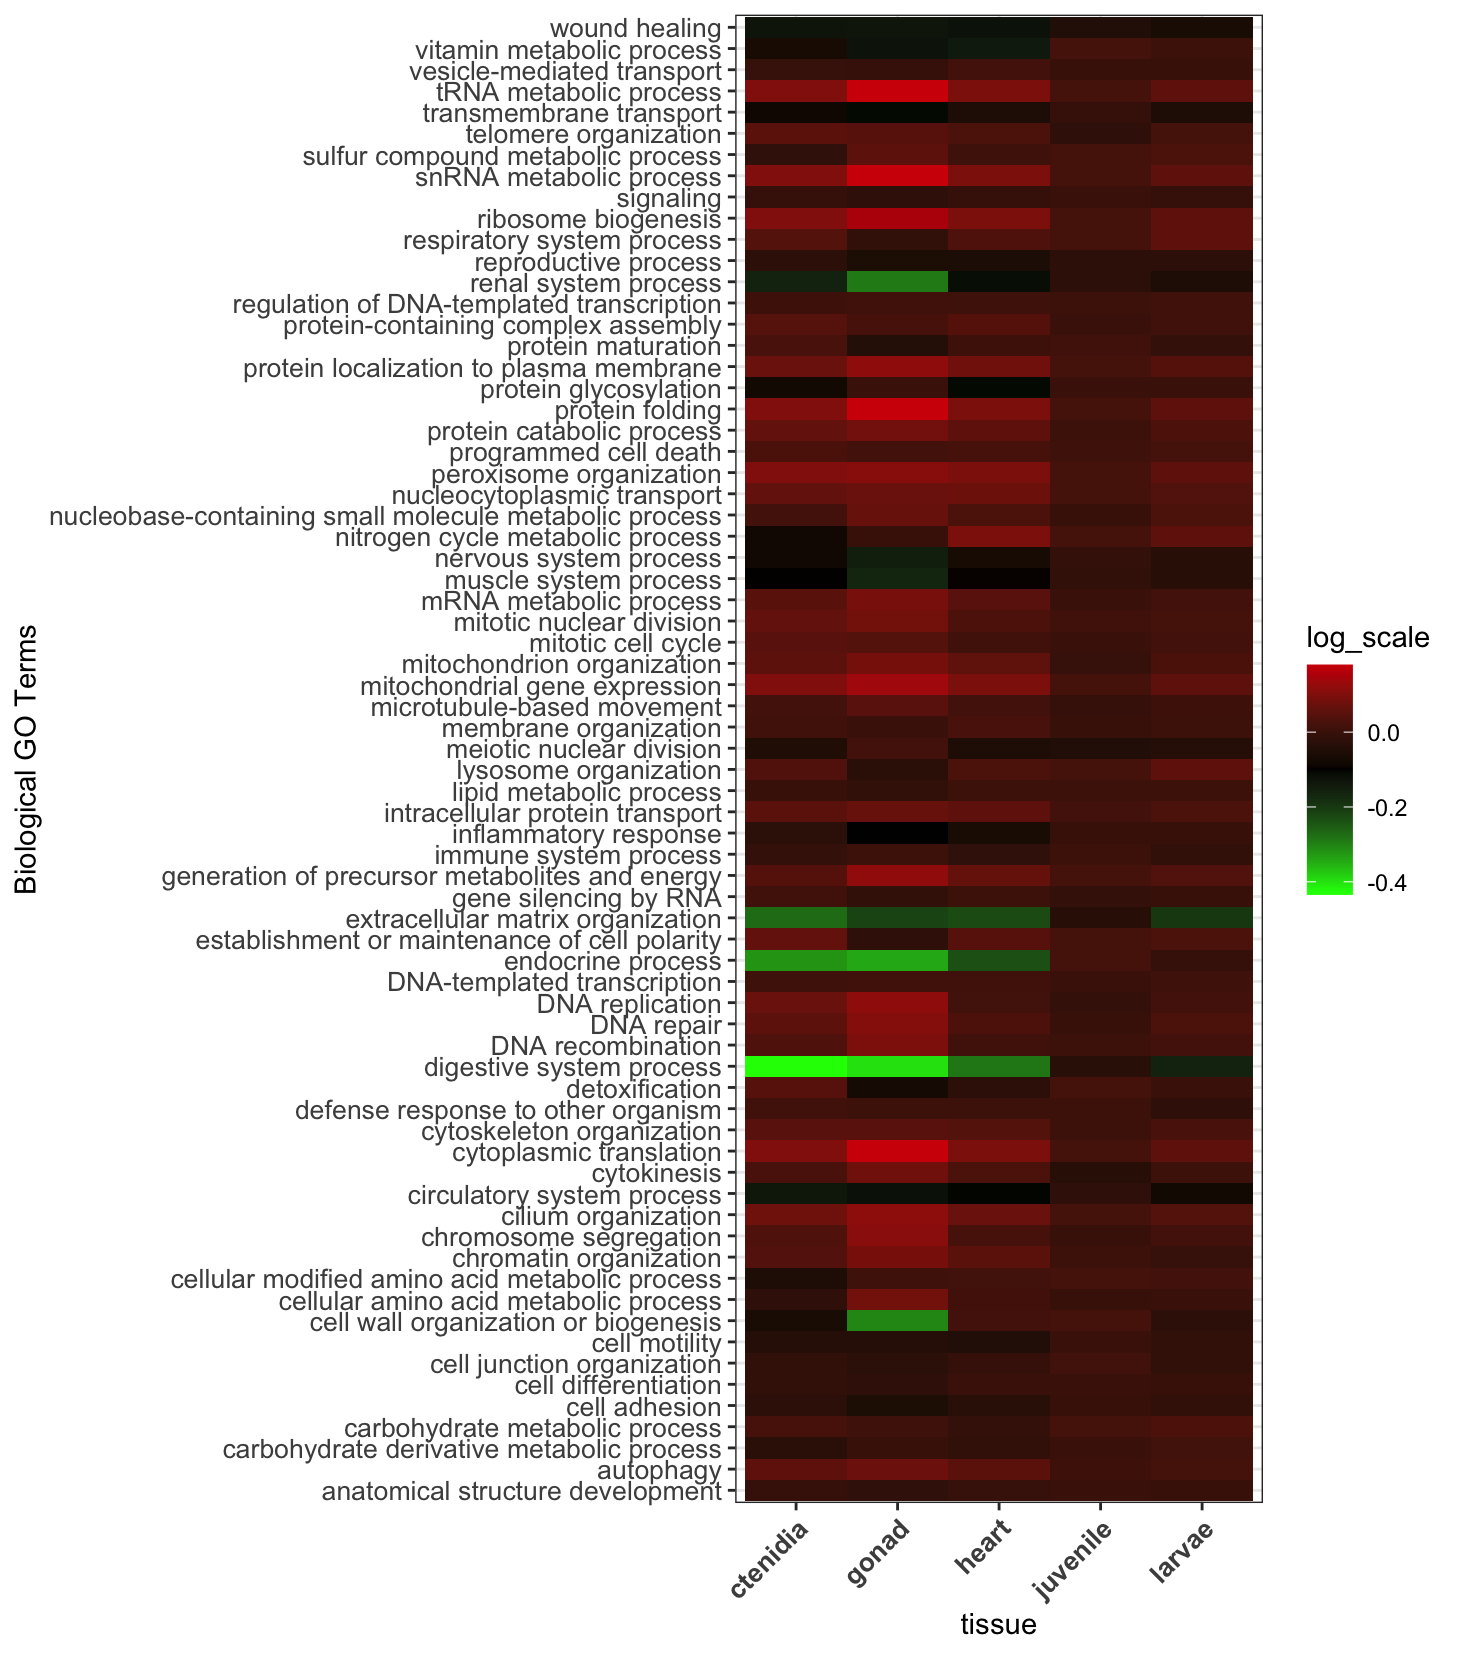 wound healing
vitamin metabolic process
vesicle-mediated transport
tRNA metabolic process
transmembrane transport
telomere organization
sulfur compound metabolic process
snRNA metabolic process
signaling
ribosome biogenesis
respiratory system process
reproductive process
renal system process
regulation of DNA-templated transcription
protein-containing complex assembly
protein maturation
protein localization to plasma membrane
protein glycosylation
protein folding
protein catabolic process
programmed cell death
peroxisome organization
nucleocytoplasmic transport
nucleobase-containing small molecule metabolic process
nitrogen cycle metabolic process
nervous system process
muscle system process
mRNA metabolic process
mitotic nuclear division
mitotic cell cycle
mitochondrion organization
mitochondrial gene expression
microtubule-based movement
membrane organization
meiotic nuclear division
lysosome organization
lipid metabolic process
intracellular protein transport
inflammatory response
immune system process
generation of precursor metabolites and energy
gene silencing by RNA
extracellular matrix organization
establishment or maintenance of cell polarity
endocrine process
DNA-templated transcription
DNA replication
DNA repair
DNA recombination
digestive system process
detoxification
defense response to other organism
cytoskeleton organization
cytoplasmic translation
cytokinesis
circulatory system process
cilium organization
chromosome segregation
chromatin organization
cellular modified amino acid metabolic process
cellular amino acid metabolic process
cell wall organization or biogenesis
cell motility
cell junction organization
cell differentiation
cell adhesion
carbohydrate metabolic process
carbohydrate derivative metabolic process
autophagy
anatomical structure development
Biological GO Terms
ctenidia
gonad
heart
juvenile
larvae
tissue
log_scale
0.0
-0.2
-0.4